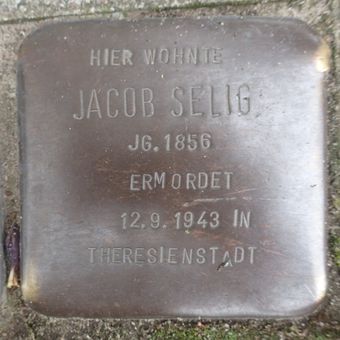 HIER WOHNTE
JACOB SELIG
JG. 1856
ERMORDET
12.9.1943 IN
THERESIENSTADT